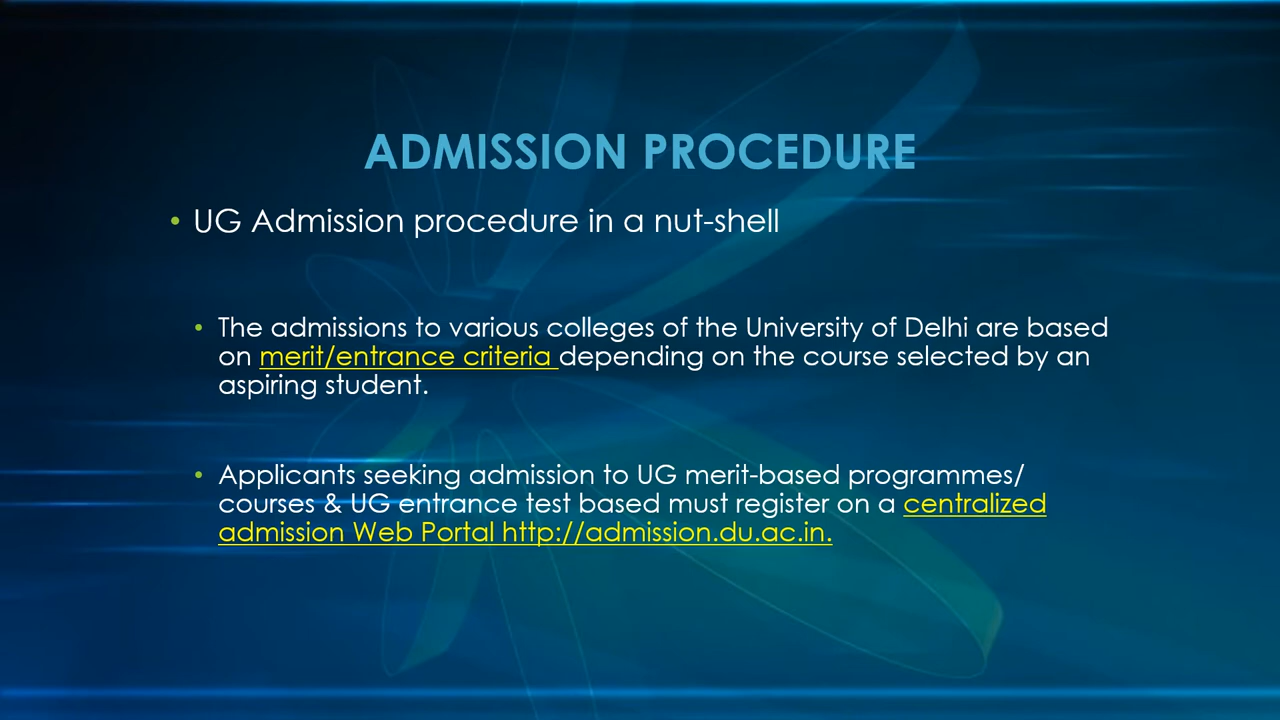 ADMISSION PROCEDURE
• UG Admission procedure in a nut-shell
• The admissions to various colleges of the University of Delhi are based
on merit/entrance criteria depending on the course selected by an
aspiring student.
• Applicants seeking admission to UG merit-based programmes/
courses & UG entrance test based must register on a centralized
admission Web Portal http://admission.du.ac.in.